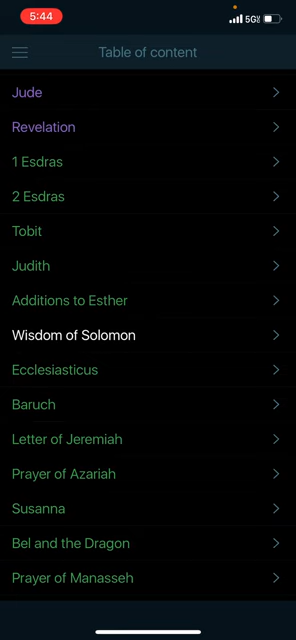 5:44
5G
Table of content
Jude
Revelation
1 Esdras
2 Esdras
Tobit
Judith
Additions to Esther
Wisdom of Solomon
Ecclesiasticus
Baruch
Letter of Jeremiah
Prayer of Azariah
Susanna
Bel and the Dragon
Prayer of Manasseh